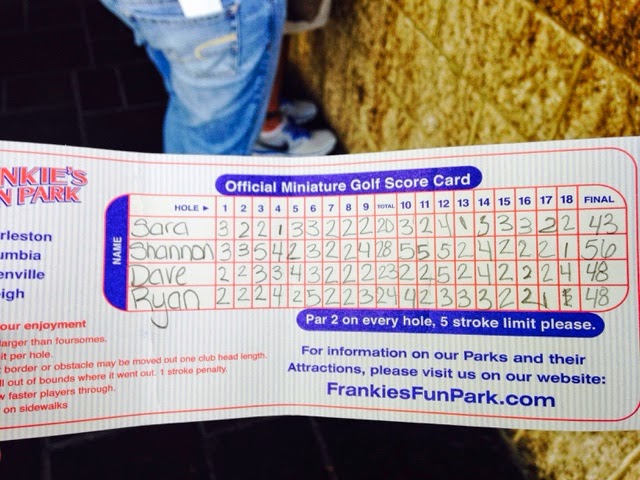 NKIE'S
N PARK
rleston
umbia
enville
eigh
Official Miniature Golf Score Card
HOLE ► 1 2 3 4 5 6 7 8 9 TOTAL 10 11 12 13 14 15 16 17 18 FINAL
NAME
Sara 3 2 2 1 3 3 2 2 2 20 3 2 4 1 3 3 3 2 2 43
Shannon 3 3 5 4 2 3 2 2 4 28 5 5 5 2 4 2 2 2 1 56
Dave 2 2 3 3 4 3 2 2 2 23 2 2 5 2 4 2 2 2 4 48
Ryan 2 2 2 4 2 5 2 2 3 24 4 2 3 3 3 2 2 1 48
Par 2 on every hole, 5 stroke limit please.
our enjoyment
larger than foursomes.
it per hole.
border or obstacle may be moved out one club head length.
ll out of bounds where it went out. 1 stroke penalty.
w faster players through.
on sidewalks
For information on our Parks and their
Attractions, please visit us on our website:
FrankiesFunPark.com